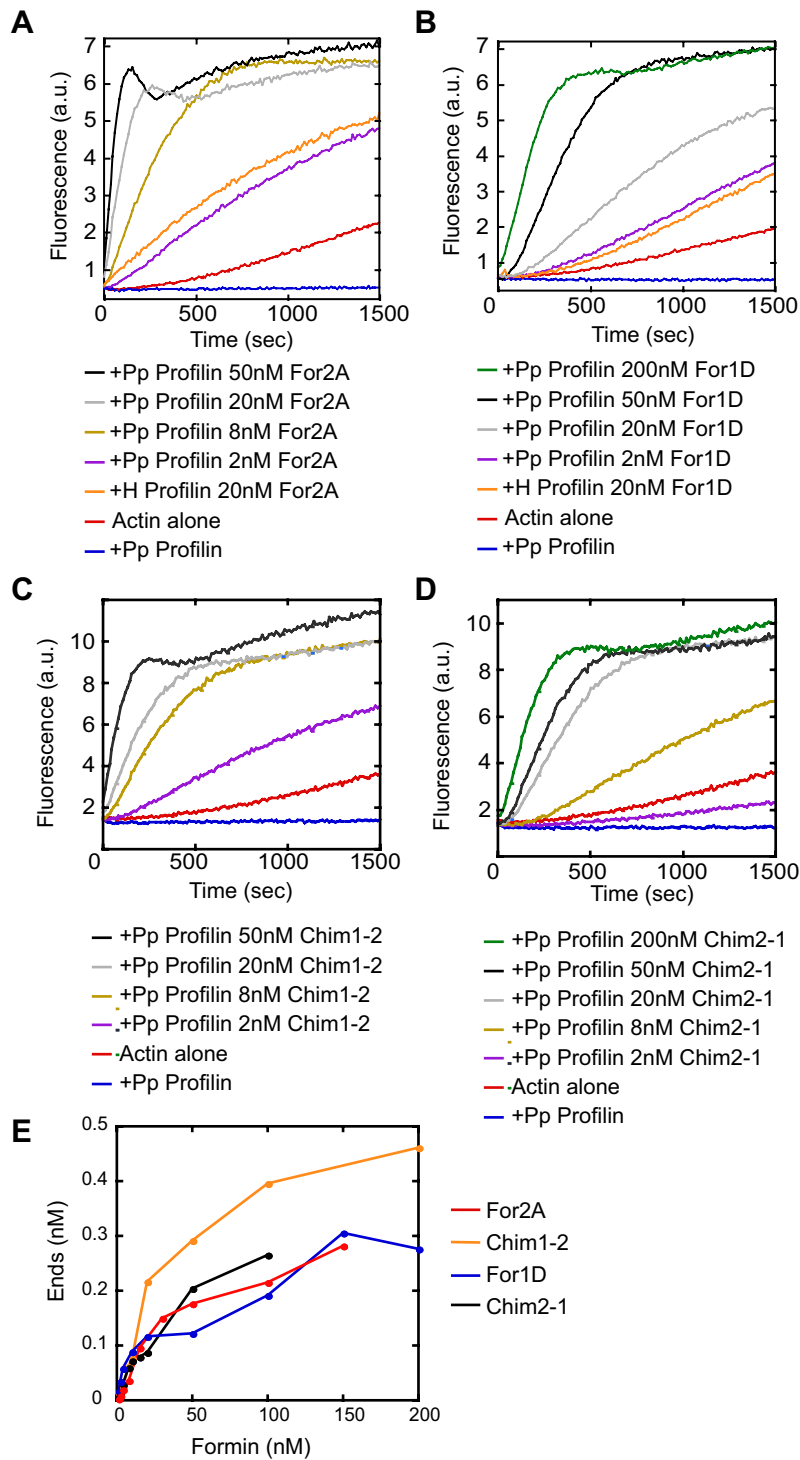 A
7
6
5
4
3
2
1
0
500
1000
1500
Fluorescence (a.u.)
Time (sec)
+Pp Profilin 50nM For2A
+Pp Profilin 20nM For2A
+Pp Profilin 8nM For2A
+Pp Profilin 2nM For2A
+H Profilin 20nM For2A
Actin alone
+Pp Profilin
B
7
6
5
4
3
2
1
0
500
1000
1500
Fluorescence (a.u.)
Time (sec)
+Pp Profilin 200nM For1D
+Pp Profilin 50nM For1D
+Pp Profilin 20nM For1D
+Pp Profilin 2nM For1D
+H Profilin 20nM For1D
Actin alone
+Pp Profilin
C
10
8
6
4
2
0
500
1000
1500
Fluorescence (a.u.)
Time (sec)
+Pp Profilin 50nM Chim1-2
+Pp Profilin 20nM Chim1-2
+Pp Profilin 8nM Chim1-2
+Pp Profilin 2nM Chim1-2
Actin alone
+Pp Profilin
D
10
8
6
4
2
0
500
1000
1500
Fluorescence (a.u.)
Time (sec)
+Pp Profilin 200nM Chim2-1
+Pp Profilin 50nM Chim2-1
+Pp Profilin 20nM Chim2-1
+Pp Profilin 8nM Chim2-1
+Pp Profilin 2nM Chim2-1
Actin alone
+Pp Profilin
E
0.5
0.4
0.3
0.2
0.1
0
0
50
100
150
200
Ends (nM)
Formin (nM)
For2A
Chim1-2
For1D
Chim2-1